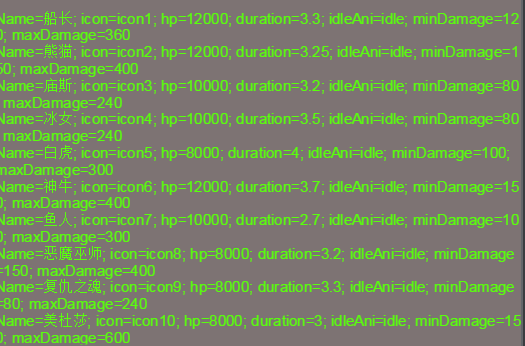 Name=船长; icon=icon1; hp=12000; duration=3.3; idleAni=idle; minDamage=12
0; maxDamage=360
Name=熊猫; icon=icon2; hp=12000; duration=3.25; idleAni=idle; minDamage=1
50; maxDamage=400
Name=庙斯; icon=icon3; hp=10000; duration=3.2; idleAni=idle; minDamage=80
; maxDamage=240
Name=冰女; icon=icon4; hp=10000; duration=3.5; idleAni=idle; minDamage=80
; maxDamage=240
Name=白虎; icon=icon5; hp=8000; duration=4; idleAni=idle; minDamage=100;
maxDamage=300
Name=神牛; icon=icon6; hp=12000; duration=3.7; idleAni=idle; minDamage=15
0; maxDamage=400
Name=鱼人; icon=icon7; hp=10000; duration=2.7; idleAni=idle; minDamage=10
0; maxDamage=300
Name=恶魔巫师; icon=icon8; hp=8000; duration=3.2; idleAni=idle; minDamage
=150; maxDamage=400
Name=复仇之魂; icon=icon9; hp=8000; duration=3.3; idleAni=idle; minDamage
=80; maxDamage=240
Name=美杜莎; icon=icon10; hp=8000; duration=3; idleAni=idle; minDamage=15
0; maxDamage=600